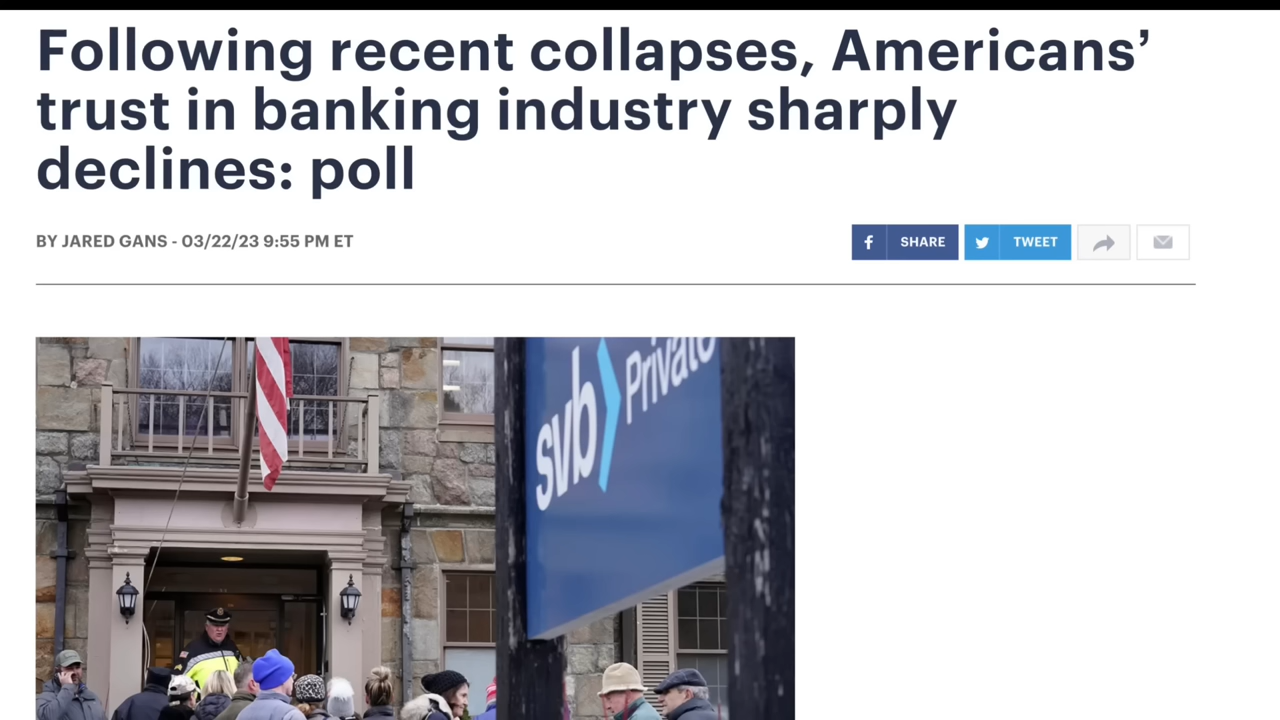 Following recent collapses, Americans’
trust in banking industry sharply
declines: poll
BY JARED GANS - 03/22/23 9:55 PM ET
SHARE
TWEET
svb Private